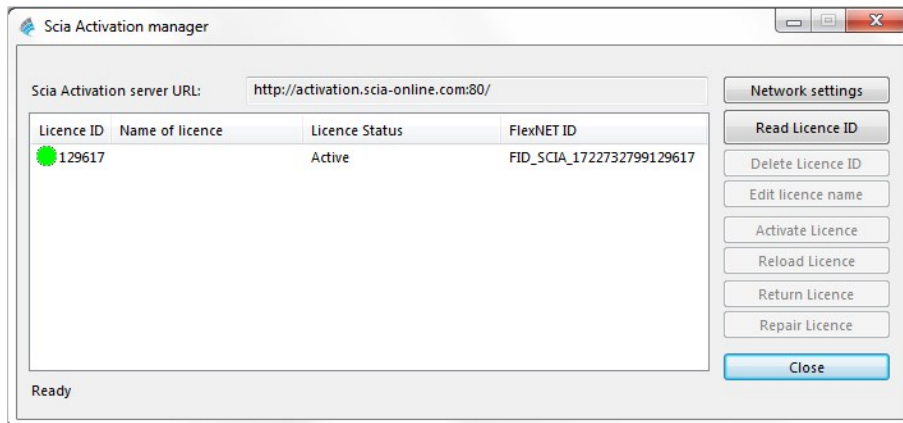 Scia Activation manager
Scia Activation server URL: http://activation.scia-online.com:80/ Network settings
Licence ID Name of licence Licence Status FlexNET ID Read Licence ID
129617 Active FID_SCIA_1722732799129617
Delete Licence ID
Edit licence name
Activate Licence
Reload Licence
Return Licence
Repair Licence
Close
Ready